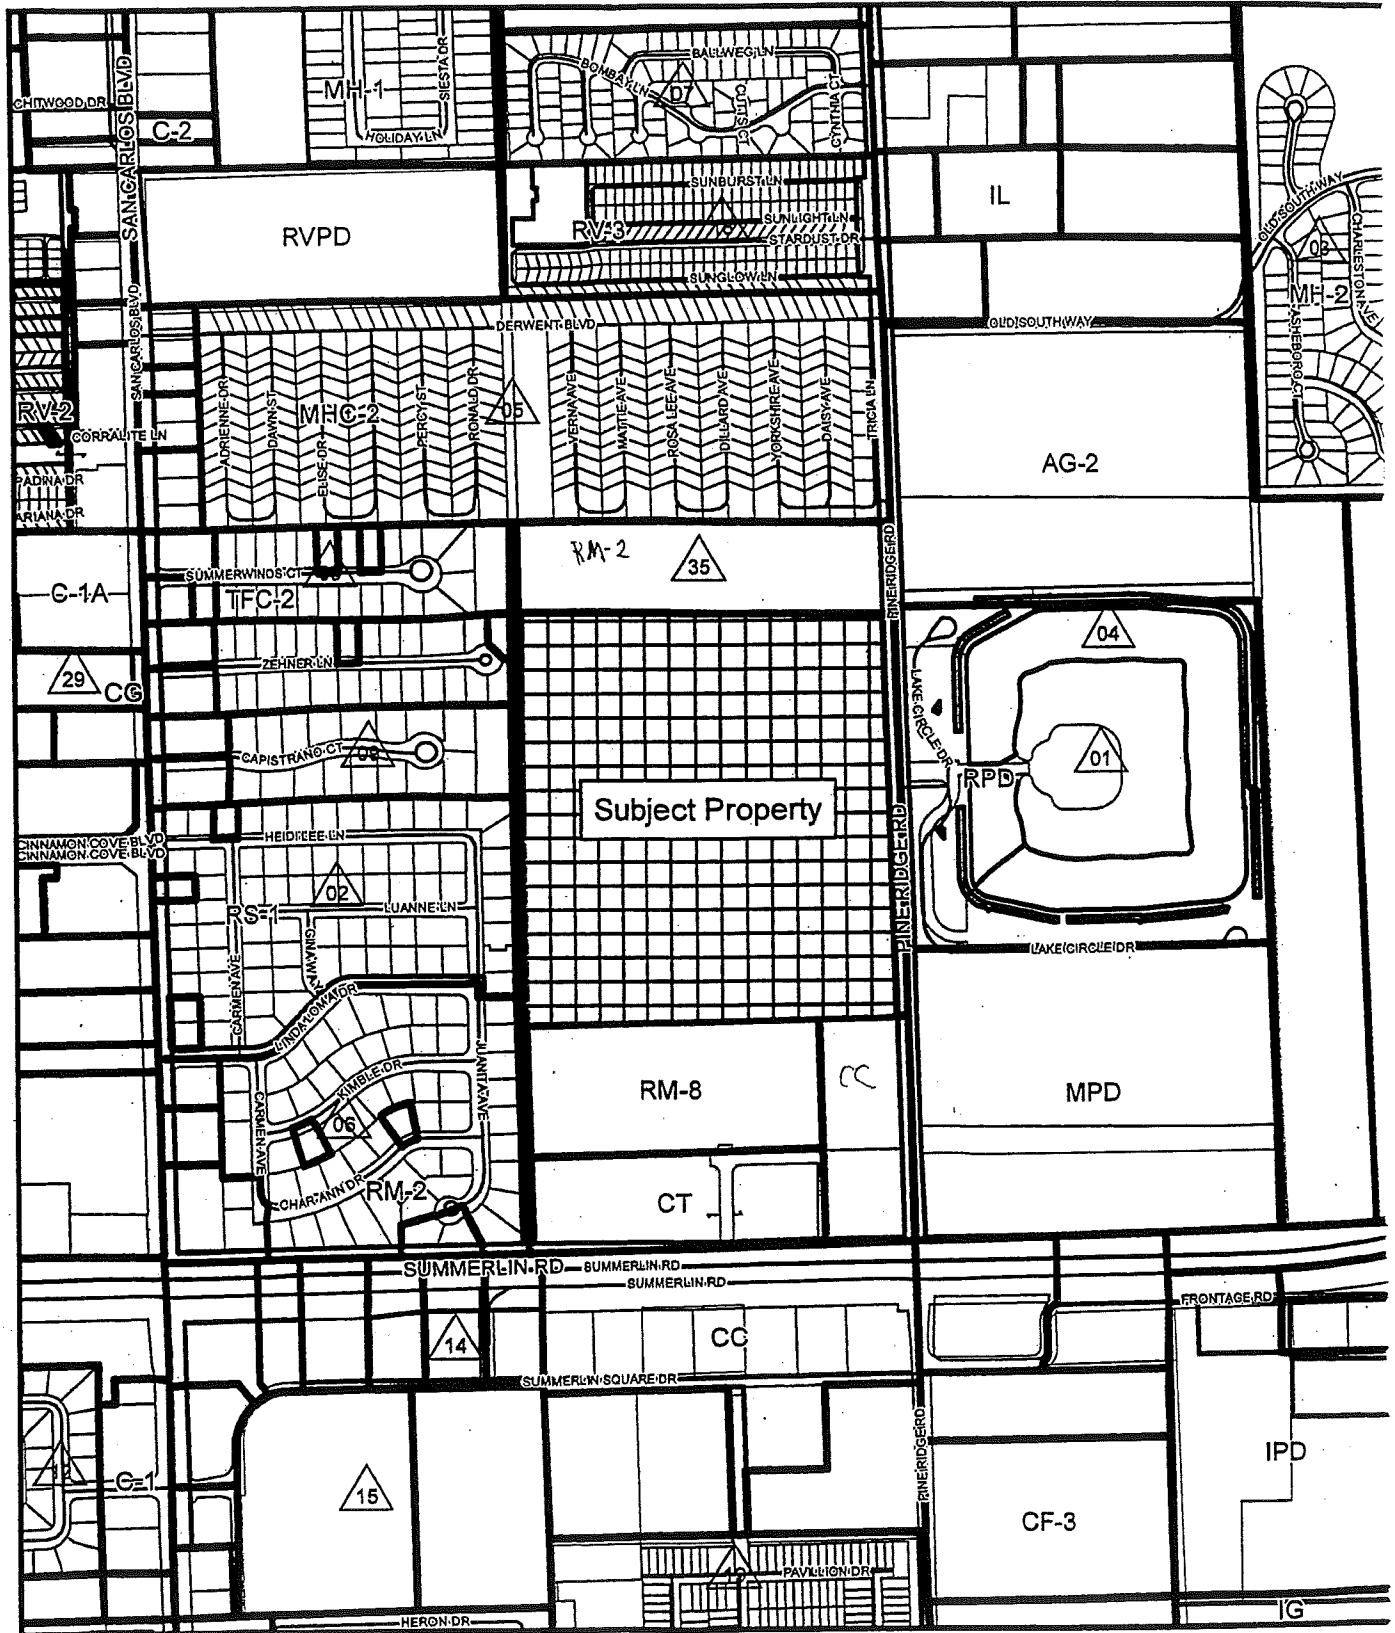 CHITWOOD DR
SAN CARLOS BLVD
C-2
MH-1
SIESTA DR
HOLIDAY LN
BALLWEG LN
BOMBAY LN
07
CUTTS CT
CYNTHIA CT
IL
RVPD
SUNBURST LN
RV-3
SUNLIGHT LN
STARDUST DR
SUNGLOW LN
OLD SOUTH WAY
03
CHARLESTON AVE
MH-2
ASHEBORO CT
SAN CARLOS BLVD
DERWENT BLVD
OLD SOUTH WAY
RV-2
CORRALITE LN
PADINA DR
ARIANA DR
ADRIENNE DR
DAWN ST
MHC-2
ELISE DR
PERCY ST
RONALD DR
05
VERNA AVE
MATTIE AVE
ROSA LEE AVE
DILLARD AVE
YORKSHIRE AVE
DAISY AVE
TRICIA LN
AG-2
C-1A
SUMMERWINDS CT
TFC-2
RM-2
35
PINE RIDGE RD
04
29
CG
ZEHNER LN
LAKE CIRCLE DR
CAPISTRANO CT
RPD
01
Subject Property
PINE RIDGE RD
CINNAMON COVE BLVD
CINNAMON COVE BLVD
HEIDI LEE LN
02
RS-1
LUANNE LN
GINA WAY
CARMEN AVE
LINDA LOMA DR
LAKE CIRCLE DR
KIMBLE DR
JUANITA AVE
CARMEN AVE
06
RM-8
CC
MPD
CHAR ANN DR
RM-2
CT
SUMMERLIN RD
SUMMERLIN RD
SUMMERLIN RD
FRONTAGE RD
14
CC
SUMMERLIN SQUARE DR
PINE RIDGE RD
C-1
15
IPD
CF-3
PAVILLION DR
HERON DR
IG